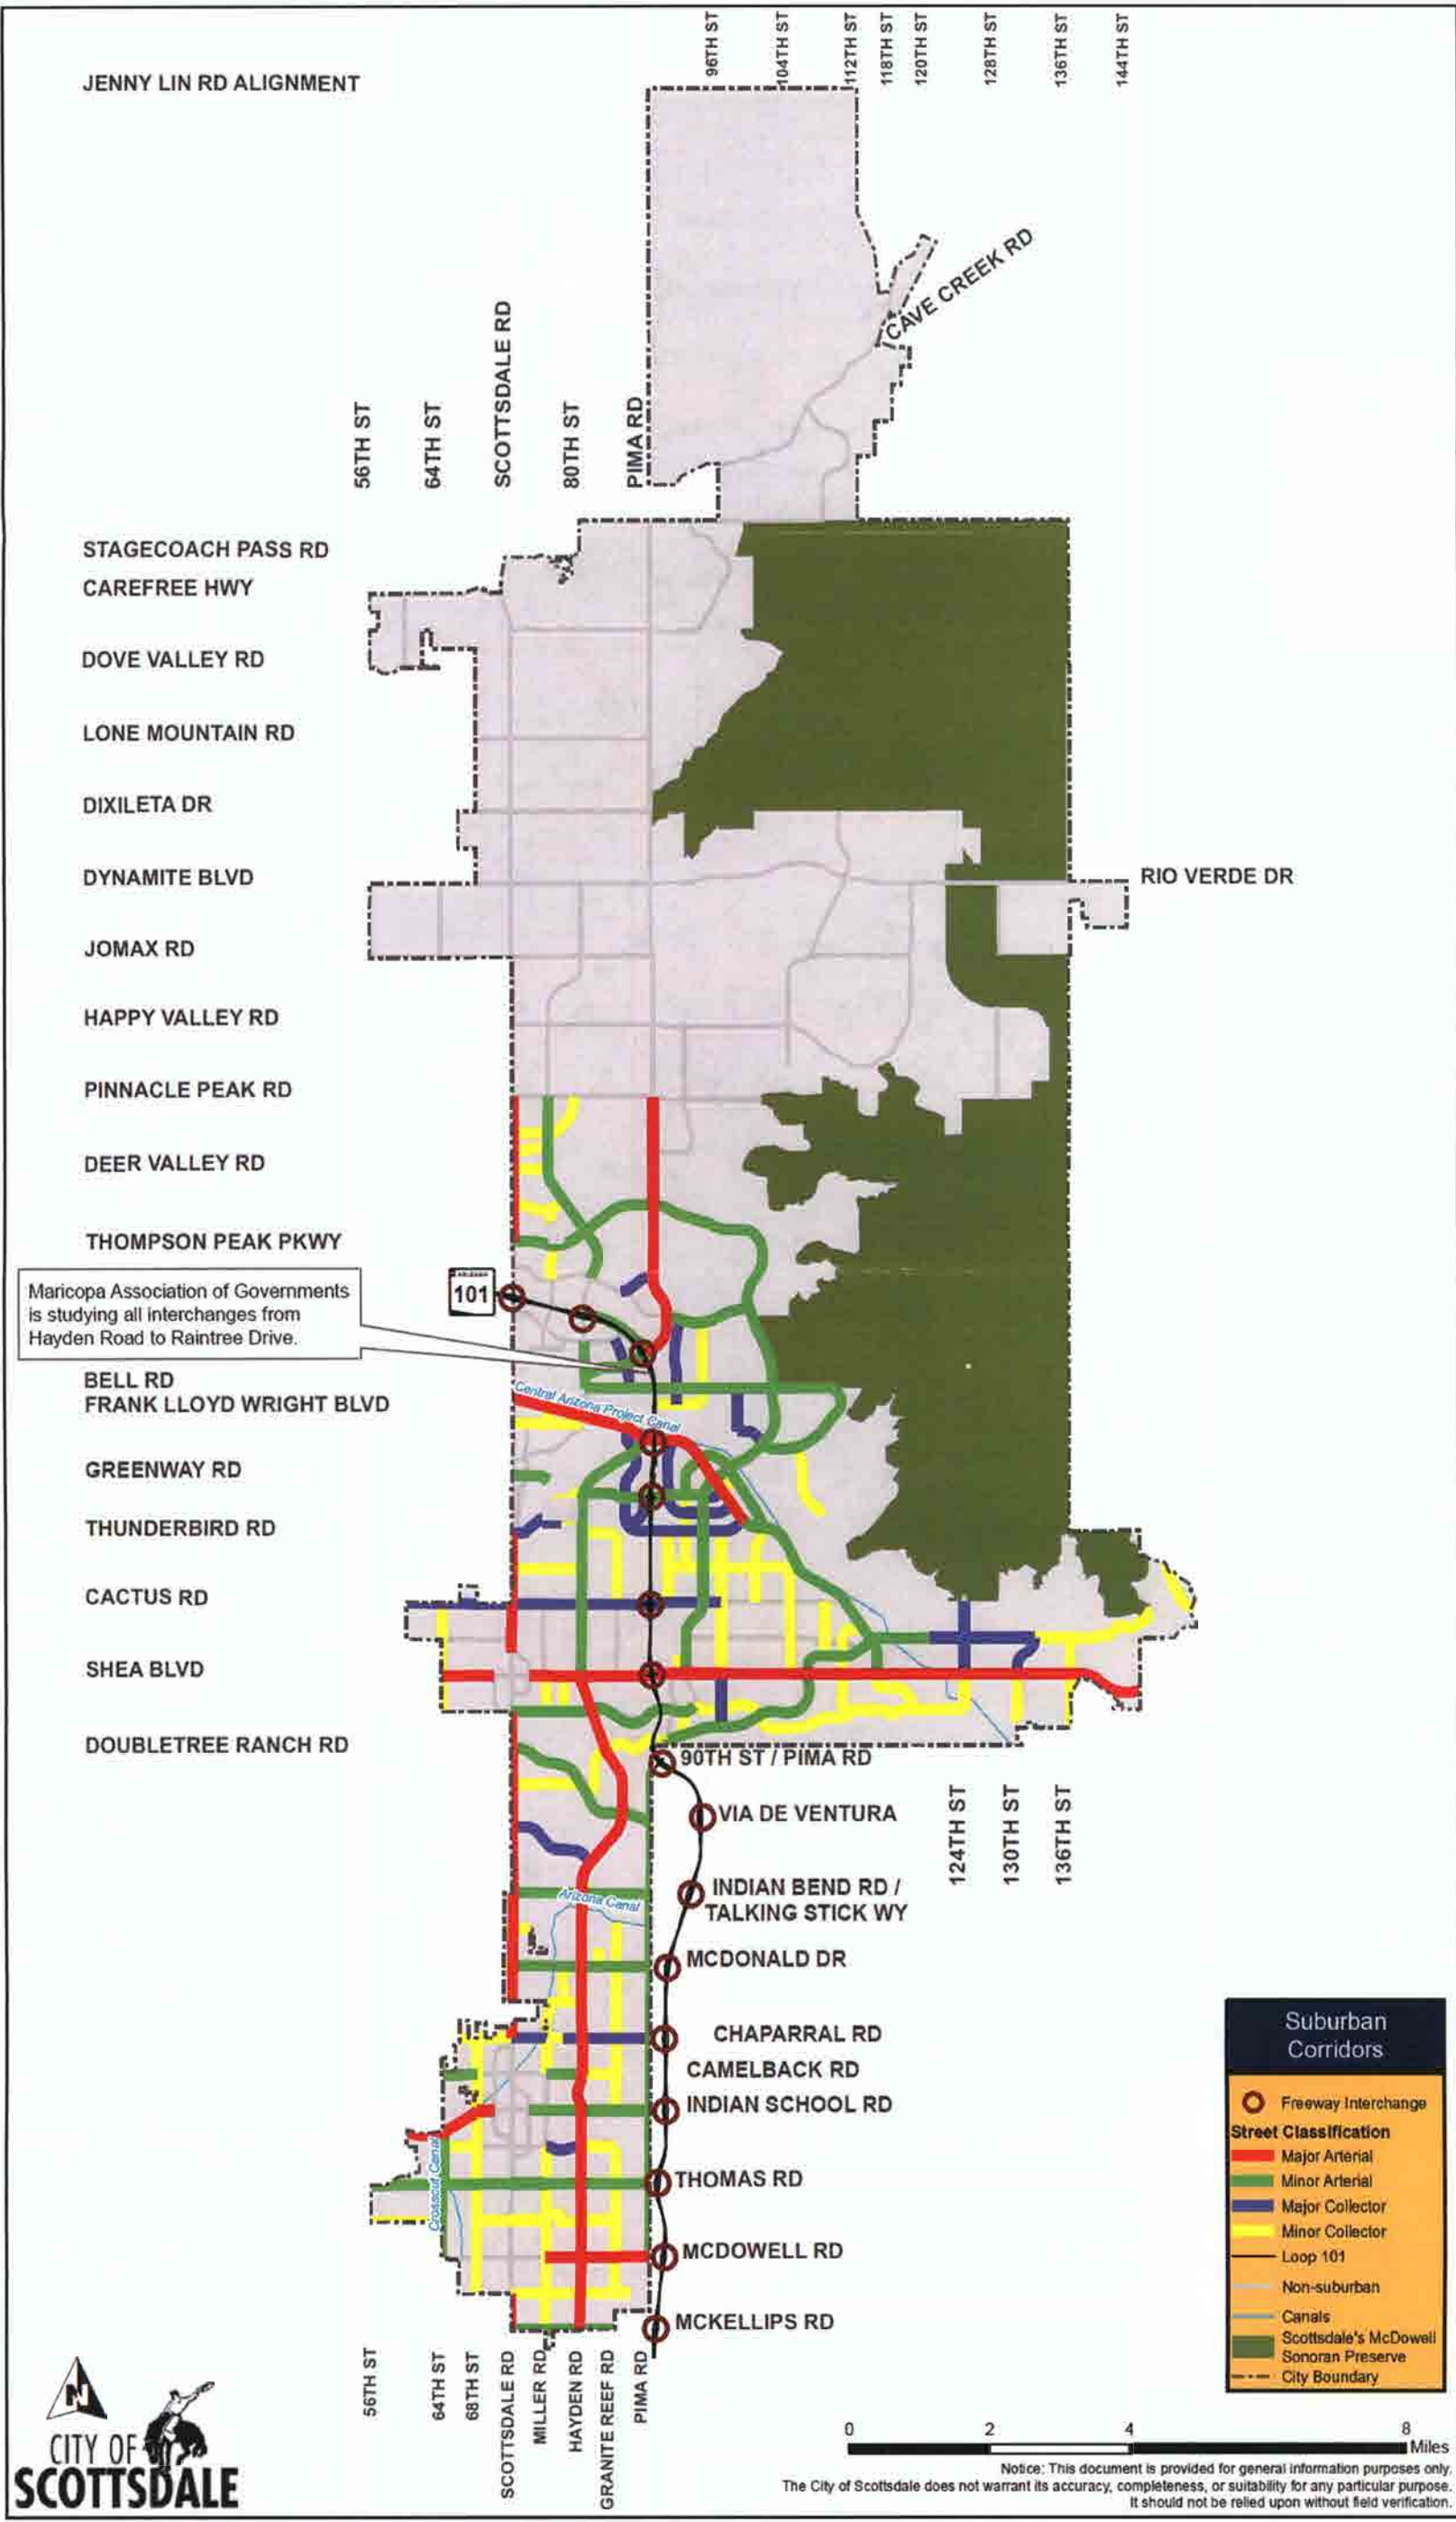 96TH ST
104TH ST
112TH ST
118TH ST
120TH ST
128TH ST
136TH ST
144TH ST
JENNY LIN RD ALIGNMENT
CAVE CREEK RD
56TH ST
64TH ST
SCOTTSDALE RD
80TH ST
PIMA RD
STAGECOACH PASS RD
CAREFREE HWY
DOVE VALLEY RD
LONE MOUNTAIN RD
DIXILETA DR
DYNAMITE BLVD
RIO VERDE DR
JOMAX RD
HAPPY VALLEY RD
PINNACLE PEAK RD
DEER VALLEY RD
THOMPSON PEAK PKWY
ARIZONA
101
Maricopa Association of Governments
is studying all interchanges from
Hayden Road to Raintree Drive.
BELL RD
FRANK LLOYD WRIGHT BLVD
Central Arizona Project Canal
GREENWAY RD
THUNDERBIRD RD
CACTUS RD
SHEA BLVD
DOUBLETREE RANCH RD
90TH ST / PIMA RD
VIA DE VENTURA
124TH ST
130TH ST
136TH ST
INDIAN BEND RD /
TALKING STICK WY
Arizona Canal
MCDONALD DR
CHAPARRAL RD
CAMELBACK RD
INDIAN SCHOOL RD
Crosscut Canal
THOMAS RD
MCDOWELL RD
MCKELLIPS RD
56TH ST
64TH ST
68TH ST
SCOTTSDALE RD
MILLER RD
HAYDEN RD
GRANITE REEF RD
PIMA RD
Suburban
Corridors
Freeway Interchange
Street Classification
Major Arterial
Minor Arterial
Major Collector
Minor Collector
Loop 101
Non-suburban
Canals
Scottsdale's McDowell
Sonoran Preserve
City Boundary
N
CITY OF
SCOTTSDALE
0 2 4 8
Miles
Notice: This document is provided for general information purposes only.
The City of Scottsdale does not warrant its accuracy, completeness, or suitability for any particular purpose.
It should not be relied upon without field verification.